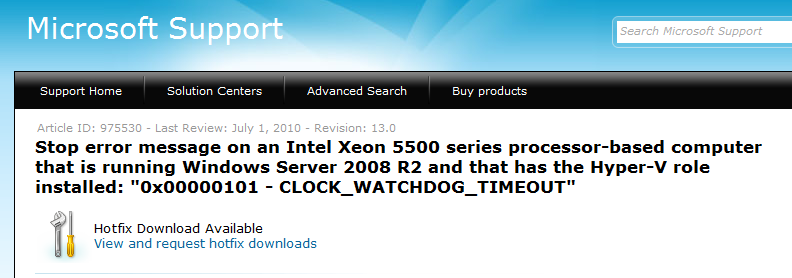 Microsoft Support
Search Microsoft Support
Support Home
Solution Centers
Advanced Search
Buy products
Article ID: 975530 - Last Review: July 1, 2010 - Revision: 13.0
Stop error message on an Intel Xeon 5500 series processor-based computer
that is running Windows Server 2008 R2 and that has the Hyper-V role
installed: "0x00000101 - CLOCK_WATCHDOG_TIMEOUT"
Hotfix Download Available
View and request hotfix downloads